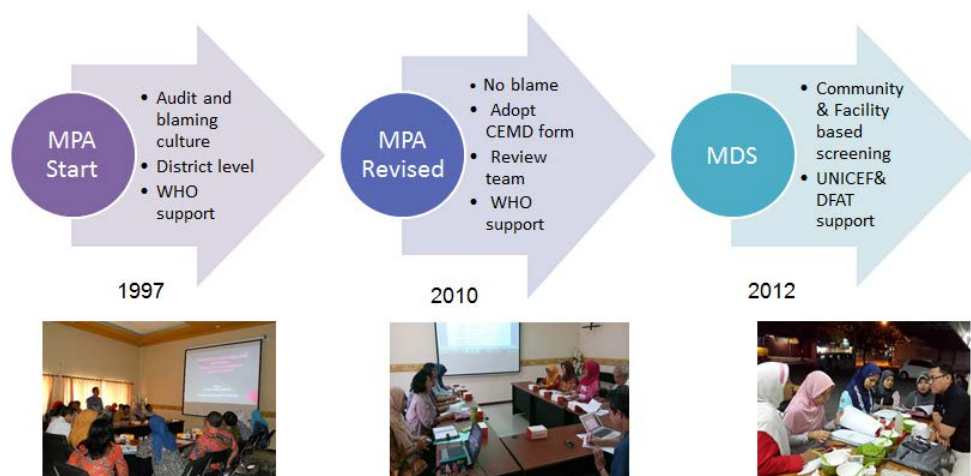 MPA
Start
• Audit and
blaming
culture
• District level
• WHO
support
1997
MPA
Revised
• No blame
• Adopt
CEMD form
• Review
team
• WHO
support
2010
MDS
• Community
& Facility
based
screening
• UNICEF&
DFAT
support
2012